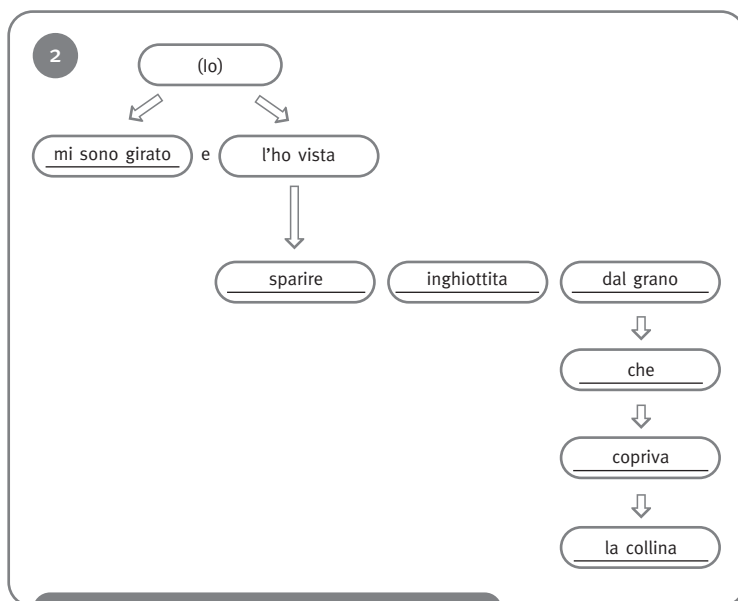 2
(Io)
mi sono girato e l'ho vista
sparire inghiottita dal grano
che
copriva
la collina